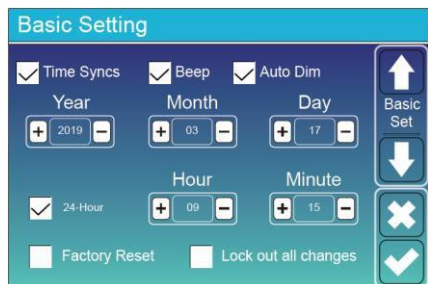 Basic Setting
Time Syncs Beep Auto Dim
Year Month Day
+ 2019 − + 03 − + 17 −
Basic
Set
Hour Minute
24-Hour + 09 − + 15 −
Factory Reset Lock out all changes